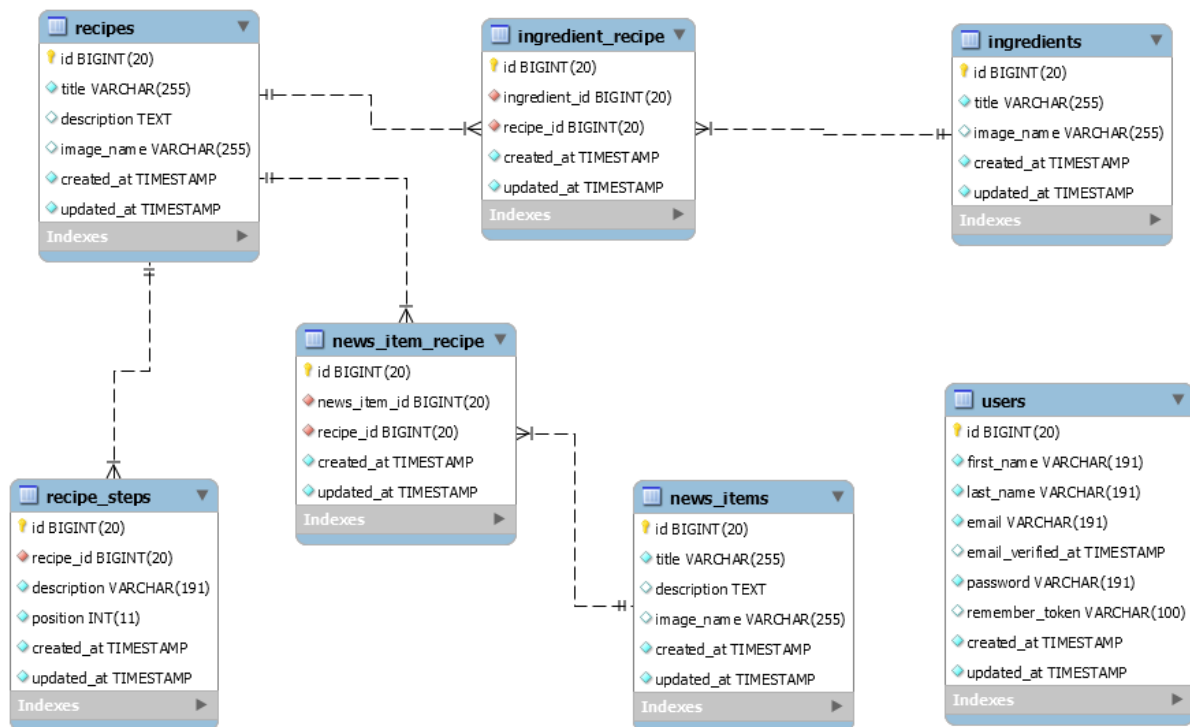 recipes
id BIGINT(20)
title VARCHAR(255)
description TEXT
image_name VARCHAR(255)
created_at TIMESTAMP
updated_at TIMESTAMP
Indexes
ingredient_recipe
id BIGINT(20)
ingredient_id BIGINT(20)
recipe_id BIGINT(20)
created_at TIMESTAMP
updated_at TIMESTAMP
Indexes
ingredients
id BIGINT(20)
title VARCHAR(255)
image_name VARCHAR(255)
created_at TIMESTAMP
updated_at TIMESTAMP
Indexes
news_item_recipe
id BIGINT(20)
news_item_id BIGINT(20)
recipe_id BIGINT(20)
created_at TIMESTAMP
updated_at TIMESTAMP
Indexes
recipe_steps
id BIGINT(20)
recipe_id BIGINT(20)
description VARCHAR(191)
position INT(11)
created_at TIMESTAMP
updated_at TIMESTAMP
Indexes
news_items
id BIGINT(20)
title VARCHAR(255)
description TEXT
image_name VARCHAR(255)
created_at TIMESTAMP
updated_at TIMESTAMP
Indexes
users
id BIGINT(20)
first_name VARCHAR(191)
last_name VARCHAR(191)
email VARCHAR(191)
email_verified_at TIMESTAMP
password VARCHAR(191)
remember_token VARCHAR(100)
created_at TIMESTAMP
updated_at TIMESTAMP
Indexes